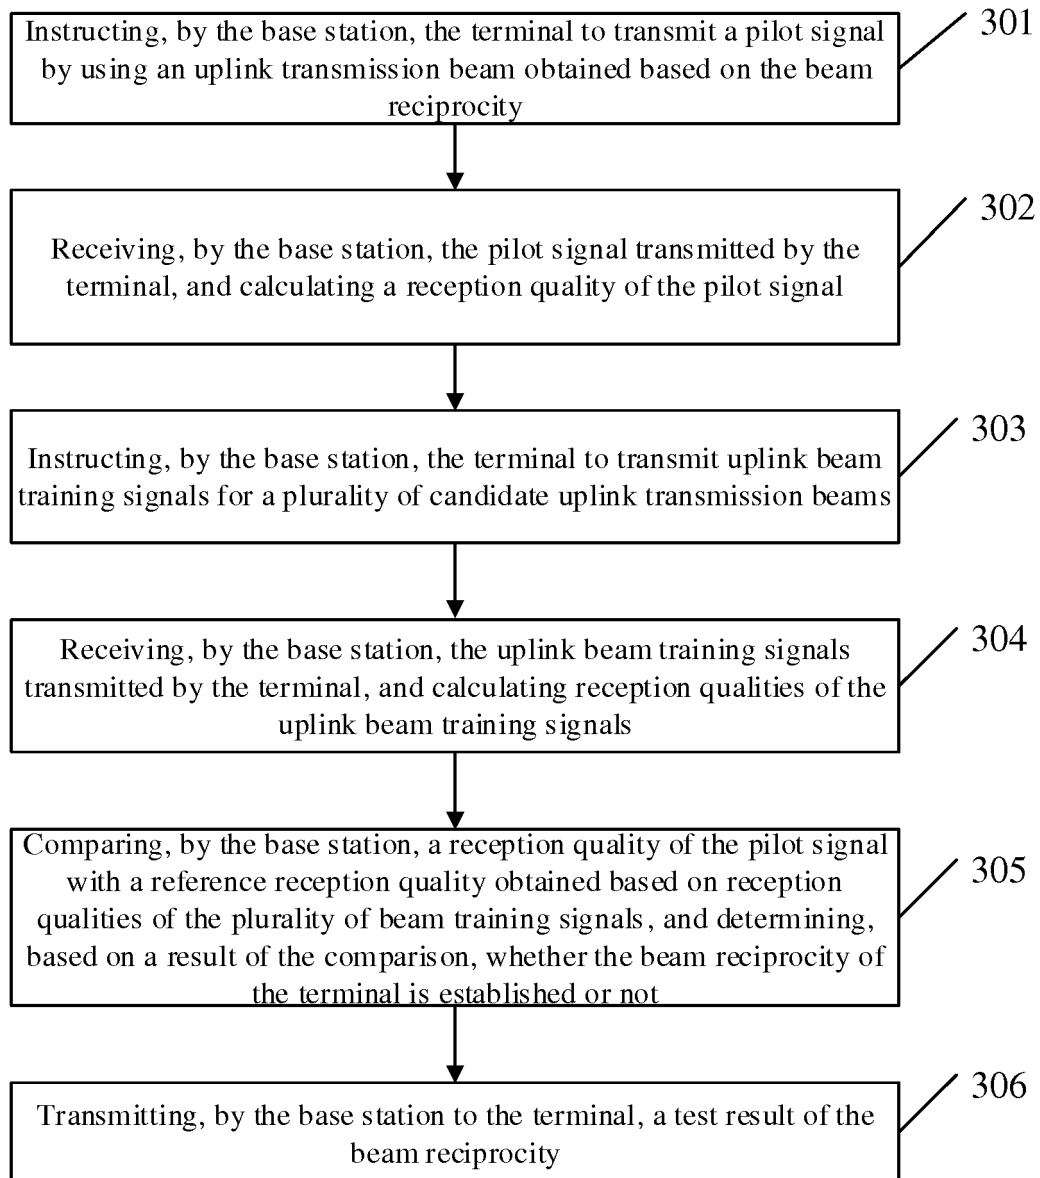 Instructing, by the base station, the terminal to transmit a pilot signal
by using an uplink transmission beam obtained based on the beam
reciprocity
301
Receiving, by the base station, the pilot signal transmitted by the
terminal, and calculating a reception quality of the pilot signal
302
Instructing, by the base station, the terminal to transmit uplink beam
training signals for a plurality of candidate uplink transmission beams
303
Receiving, by the base station, the uplink beam training signals
transmitted by the terminal, and calculating reception qualities of the
uplink beam training signals
304
Comparing, by the base station, a reception quality of the pilot signal
with a reference reception quality obtained based on reception
qualities of the plurality of beam training signals, and determining,
based on a result of the comparison, whether the beam reciprocity of
the terminal is established or not
305
Transmitting, by the base station to the terminal, a test result of the
beam reciprocity
306